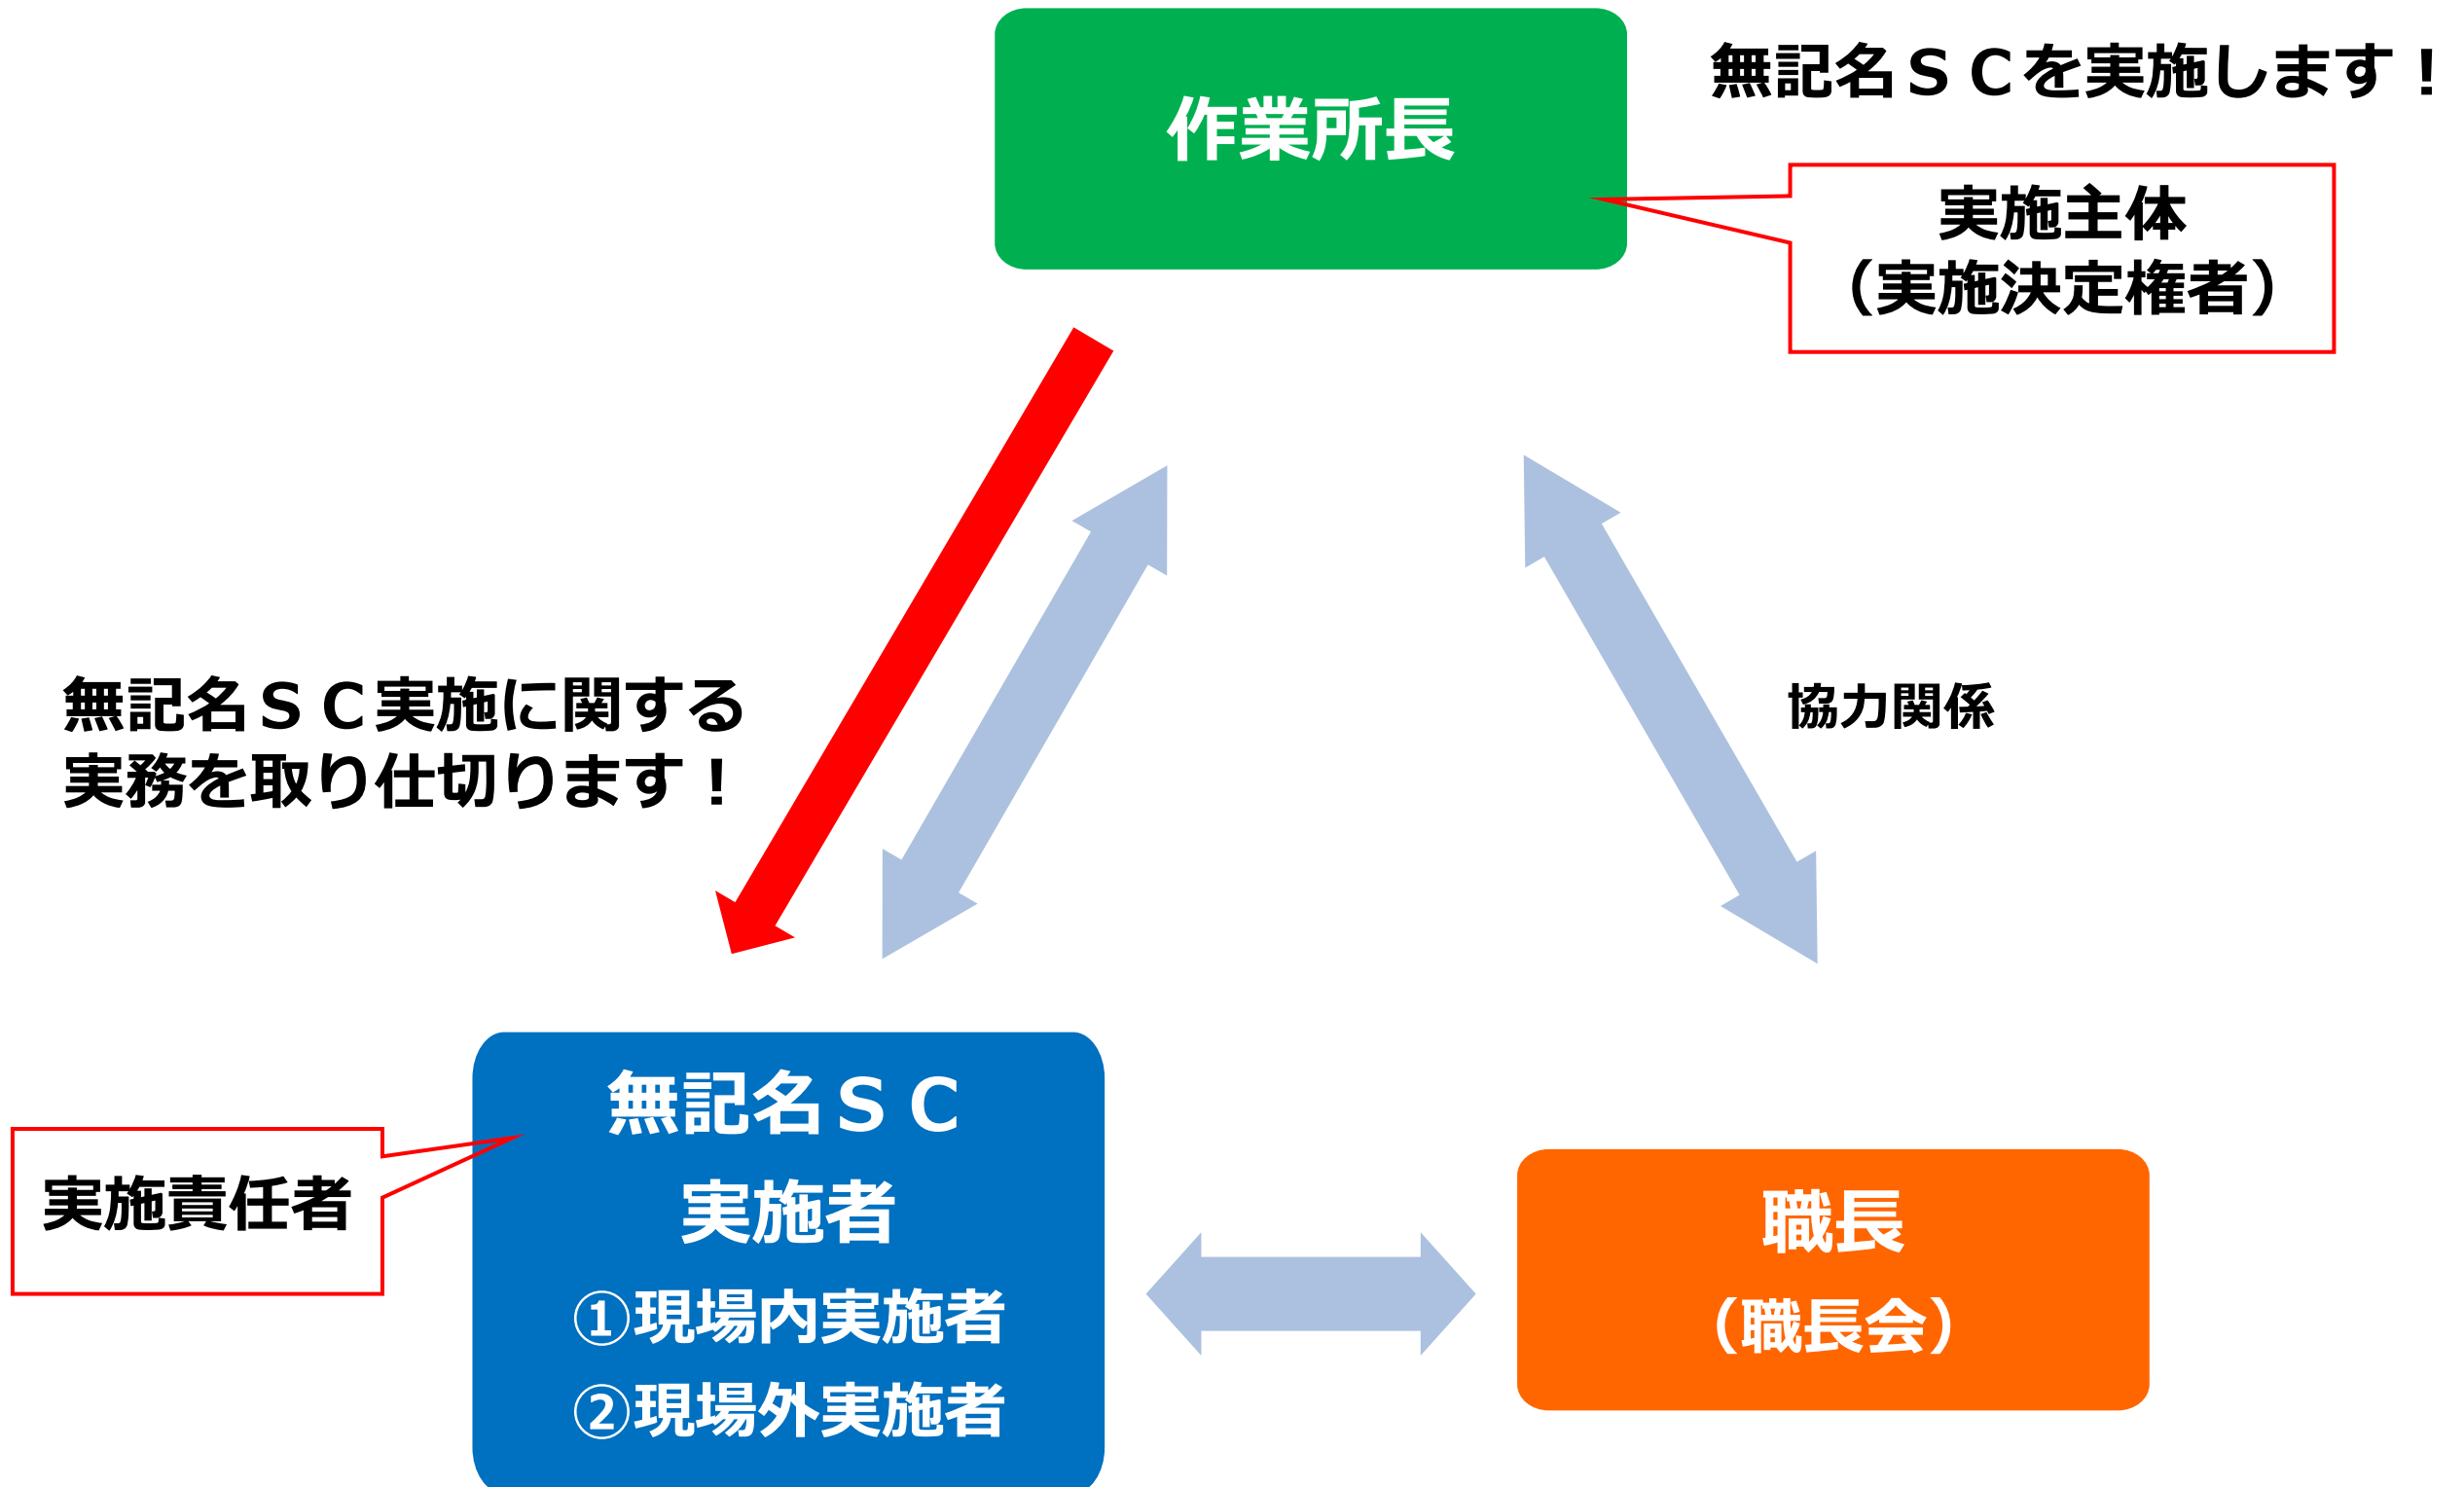 作業所長
無記名ＳＣを実施します！
実施主体
（実施決定権者）
無記名ＳＣ実施に関する
実務を取り仕切ります！
協力関係
無記名ＳＣ
実施者
①現場内実施者
②現場外実施者
実施責任者
職長
（職長会）